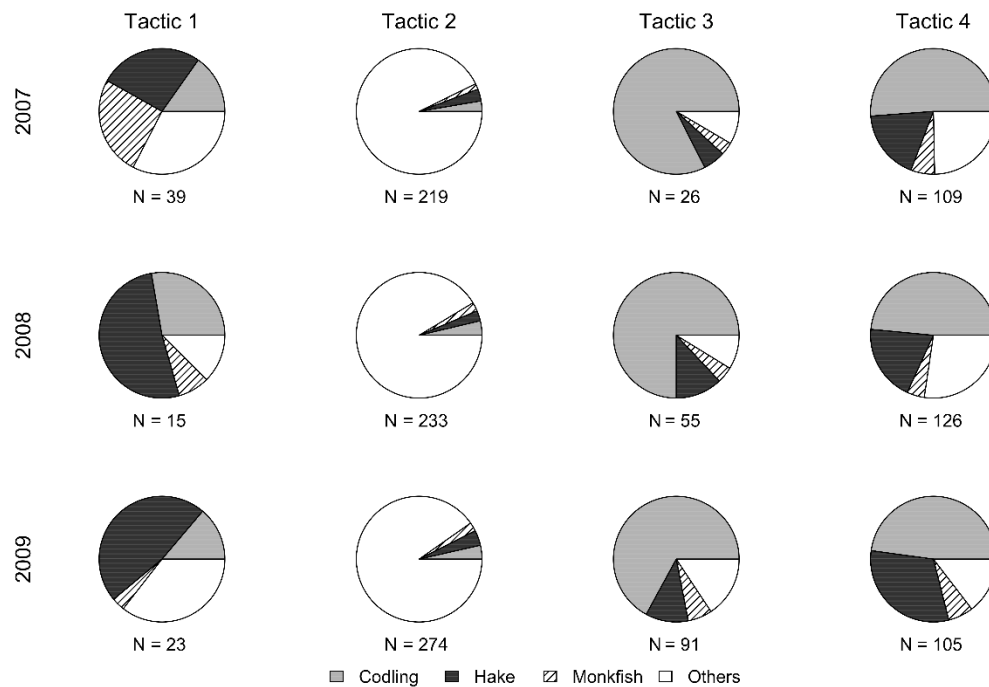 Tactic 1 Tactic 2 Tactic 3 Tactic 4
2007
N = 39 N = 219 N = 26 N = 109
2008
N = 15 N = 233 N = 55 N = 126
2009
N = 23 N = 274 N = 91 N = 105
Codling Hake Monkfish Others